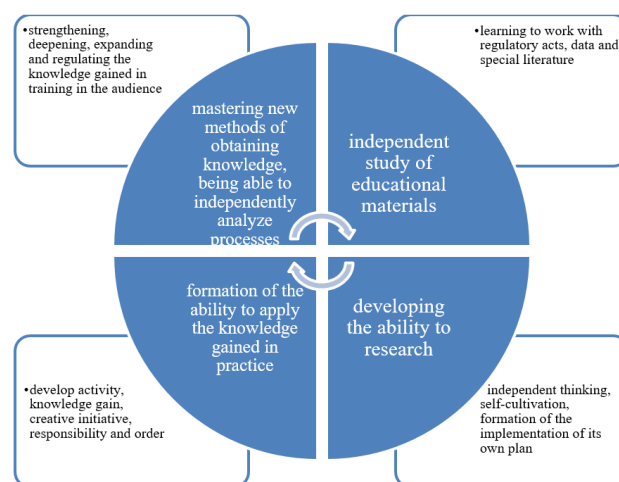 •strengthening,
deepening, expanding
and regulating the
knowledge gained in
training in the audience
•learning to work with
regulatory acts, data and
special literature
mastering new
methods of
obtaining
knowledge,
being able to
independently
analyze
processes
independent
study of
educational
materials
formation of the
ability to apply
the knowledge
gained in
practice
developing
the ability to
research
•develop activity,
knowledge gain,
creative initiative,
responsibility and order
independent thinking,
self-cultivation,
formation of the
implementation of its
own plan